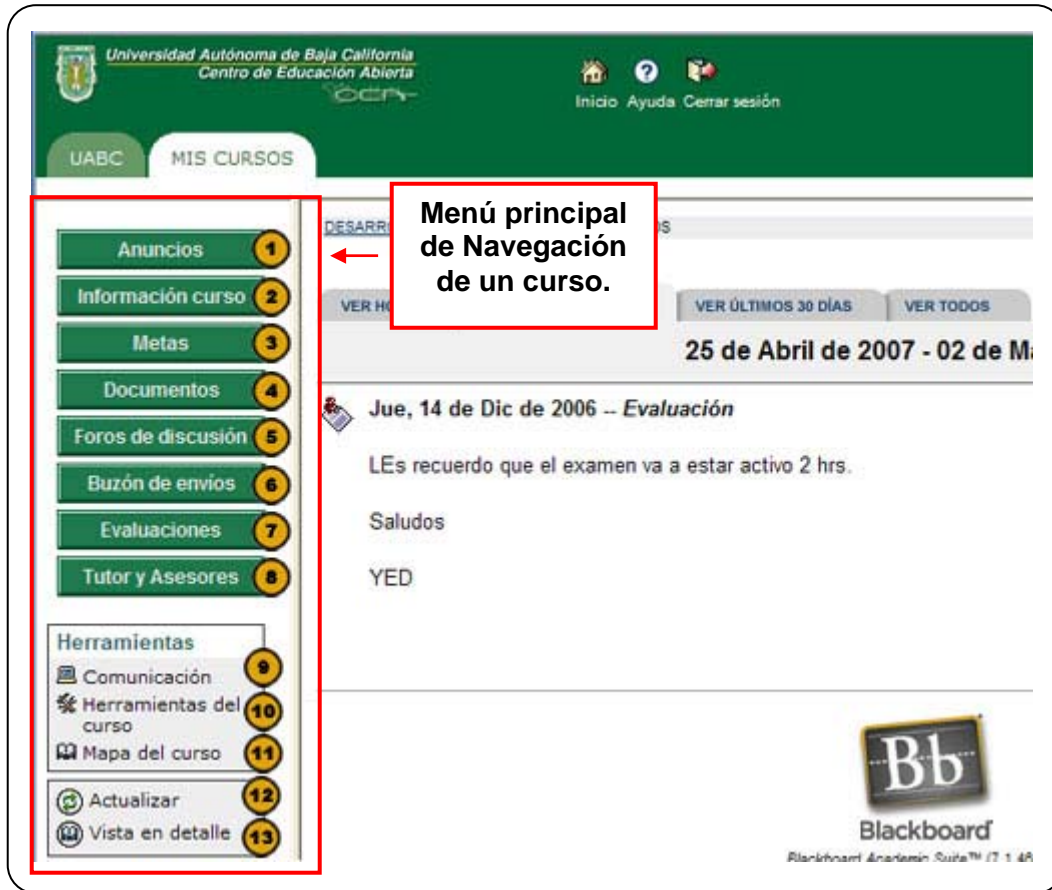 Universidad Autónoma de Baja California
Centro de Educación Abierta
Inicio Ayuda Cerrar sesión
UABC MIS CURSOS
Menú principal
de Navegación
de un curso.
Anuncios 1
Información curso 2
Metas 3
Documentos 4
Foros de discusión 5
Buzón de envíos 6
Evaluaciones 7
Tutor y Asesores 8
Herramientas
Comunicación 9
Herramientas del 10
curso
Mapa del curso 11
Actualizar 12
Vista en detalle 13
VER ÚLTIMOS 30 DÍAS VER TODOS
25 de Abril de 2007 - 02 de
Jue, 14 de Dic de 2006 -- Evaluación
LEs recuerdo que el examen va a estar activo 2 hrs.
Saludos
YED
Bb
Blackboard
Blackboard Academic Suite™